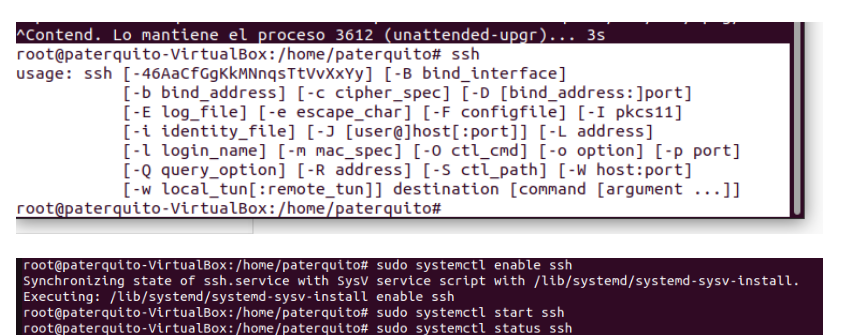 ^Contend. Lo mantiene el proceso 3612 (unattended-upgr)... 3s
root@paterquito-VirtualBox:/home/paterquito# ssh
usage: ssh [-46AaCfGgKkMNnqsTtVvXxYy] [-B bind_interface]
           [-b bind_address] [-c cipher_spec] [-D [bind_address:]port]
           [-E log_file] [-e escape_char] [-F configfile] [-I pkcs11]
           [-i identity_file] [-J [user@]host[:port]] [-L address]
           [-l login_name] [-m mac_spec] [-O ctl_cmd] [-o option] [-p port]
           [-Q query_option] [-R address] [-S ctl_path] [-W host:port]
           [-w local_tun[:remote_tun]] destination [command [argument ...]]
root@paterquito-VirtualBox:/home/paterquito#
root@paterquito-VirtualBox:/home/paterquito# sudo systemctl enable ssh
Synchronizing state of ssh.service with SysV service script with /lib/systemd/systemd-sysv-install.
Executing: /lib/systemd/systemd-sysv-install enable ssh
root@paterquito-VirtualBox:/home/paterquito# sudo systemctl start ssh
root@paterquito-VirtualBox:/home/paterquito# sudo systemctl status ssh